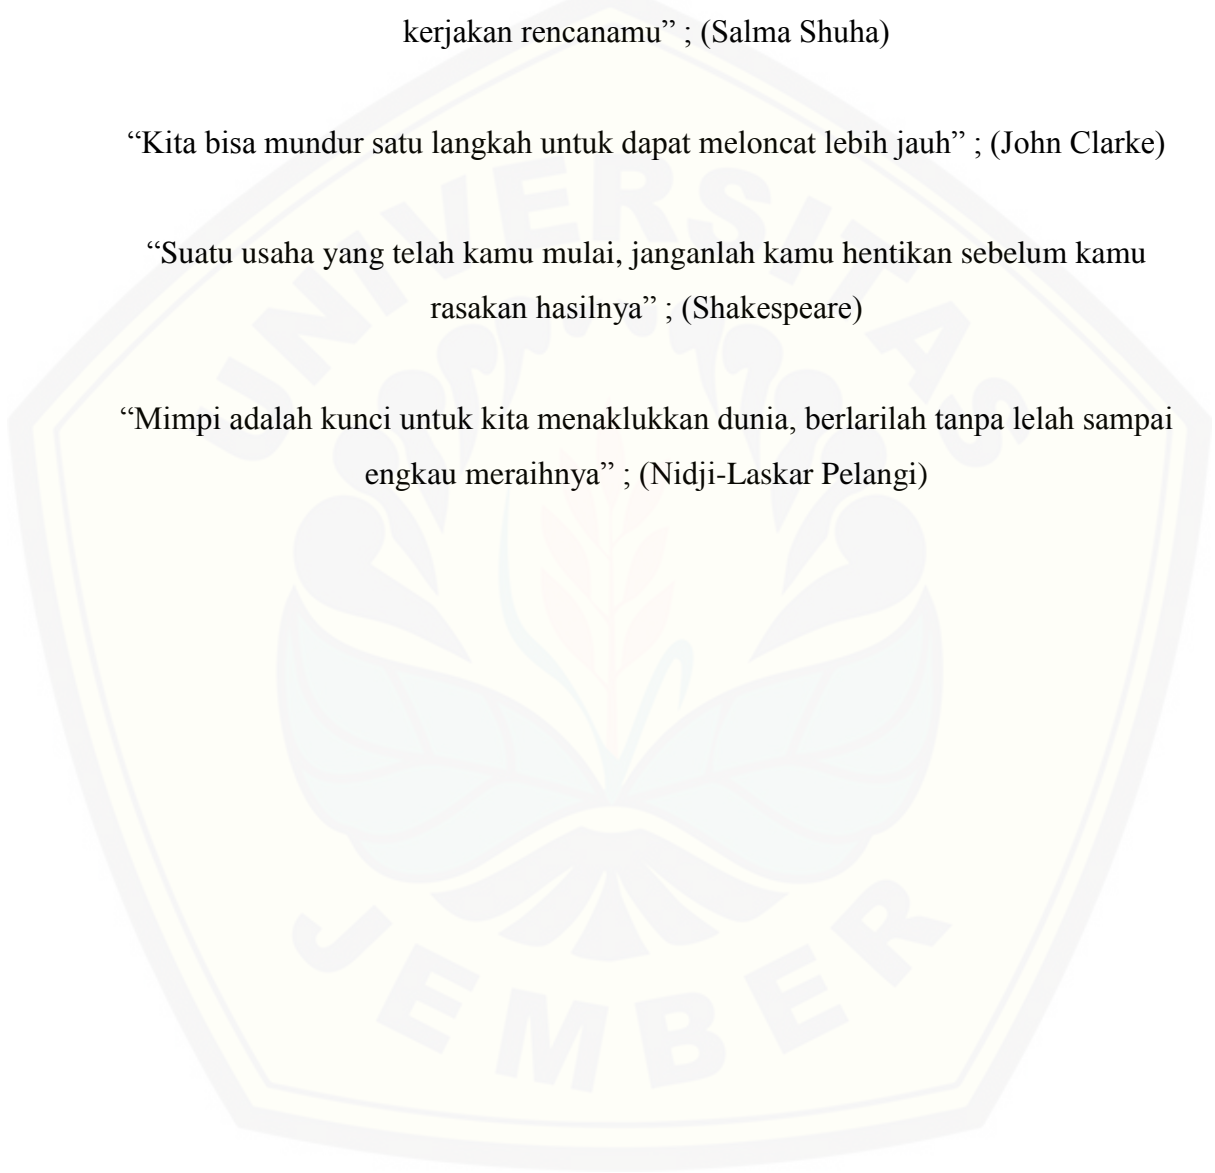 kerjakan rencanamu” ; (Salma Shuha)
“Kita bisa mundur satu langkah untuk dapat meloncat lebih jauh” ; (John Clarke)
“Suatu usaha yang telah kamu mulai, janganlah kamu hentikan sebelum kamu
rasakan hasilnya” ; (Shakespeare)
“Mimpi adalah kunci untuk kita menaklukkan dunia, berlarilah tanpa lelah sampai
engkau meraihnya” ; (Nidji-Laskar Pelangi)
UNIVERSITAS
JEMBER